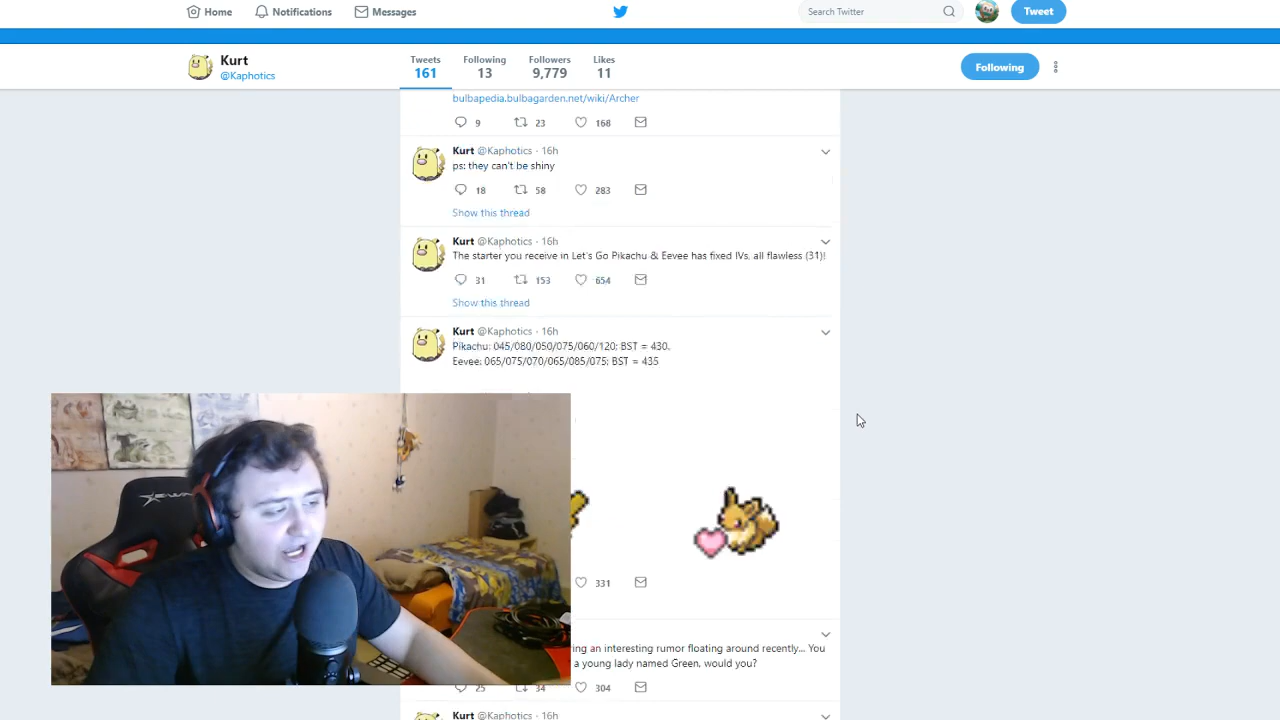 Home Notifications Messages Search Twitter Tweet
Kurt
@Kaphotics
Tweets Following Followers Likes
161 13 9,779 11
Following
bulbapedia.bulbagarden.net/wiki/Archer
9 23 168
Kurt @Kaphotics · 16h
ps: they can't be shiny
18 58 283
Show this thread
Kurt @Kaphotics · 16h
The starter you receive in Let's Go Pikachu & Eevee has fixed IVs, all flawless (31)!
31 153 654
Show this thread
Kurt @Kaphotics · 16h
Pikachu: 045/080/050/075/060/120; BST = 430.
Eevee: 065/075/070/065/085/075; BST = 435
331
an interesting rumor floating around recently... You
a young lady named Green, would you?
25 34 304
Kurt @Kaphotics · 16h